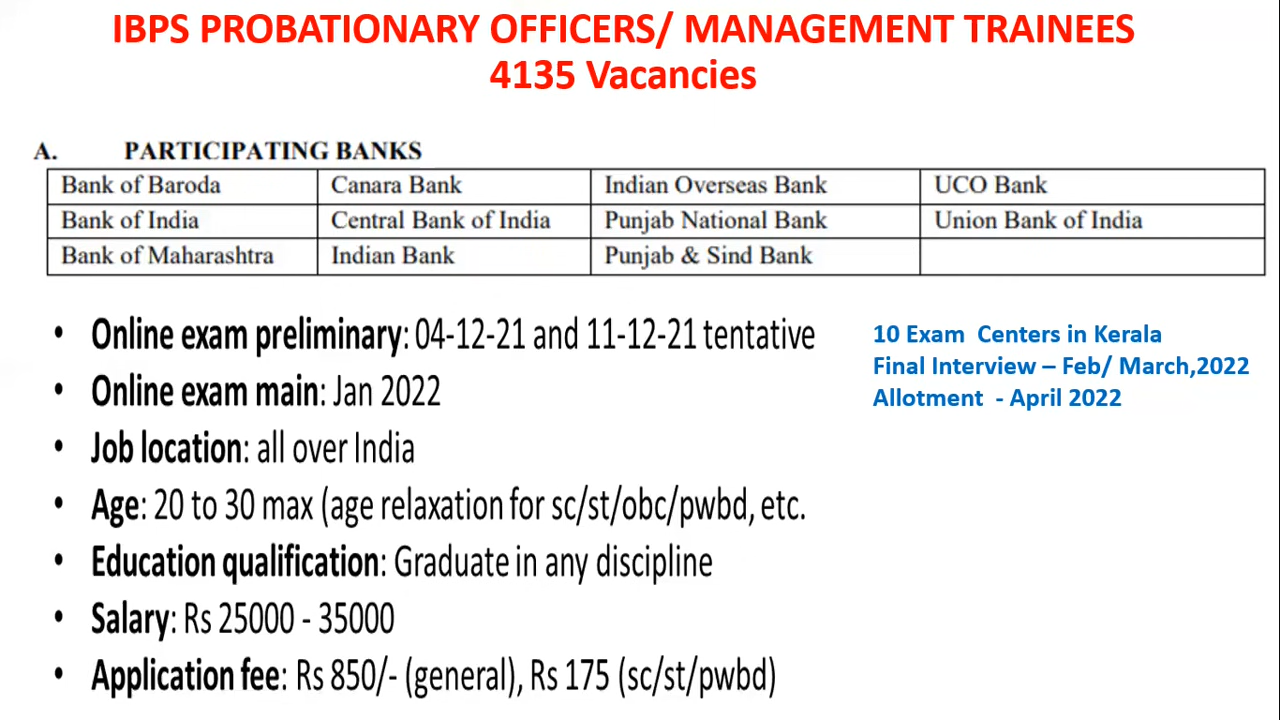 IBPS PROBATIONARY OFFICERS/ MANAGEMENT TRAINEES
4135 Vacancies
A. PARTICIPATING BANKS
Bank of Baroda Canara Bank Indian Overseas Bank UCO Bank
Bank of India Central Bank of India Punjab National Bank Union Bank of India
Bank of Maharashtra Indian Bank Punjab & Sind Bank
• Online exam preliminary: 04-12-21 and 11-12-21 tentative
• Online exam main: Jan 2022
• Job location: all over India
• Age: 20 to 30 max (age relaxation for sc/st/obc/pwbd, etc.
• Education qualification: Graduate in any discipline
• Salary: Rs 25000 - 35000
• Application fee: Rs 850/- (general), Rs 175 (sc/st/pwbd)
10 Exam Centers in Kerala
Final Interview – Feb/ March,2022
Allotment - April 2022